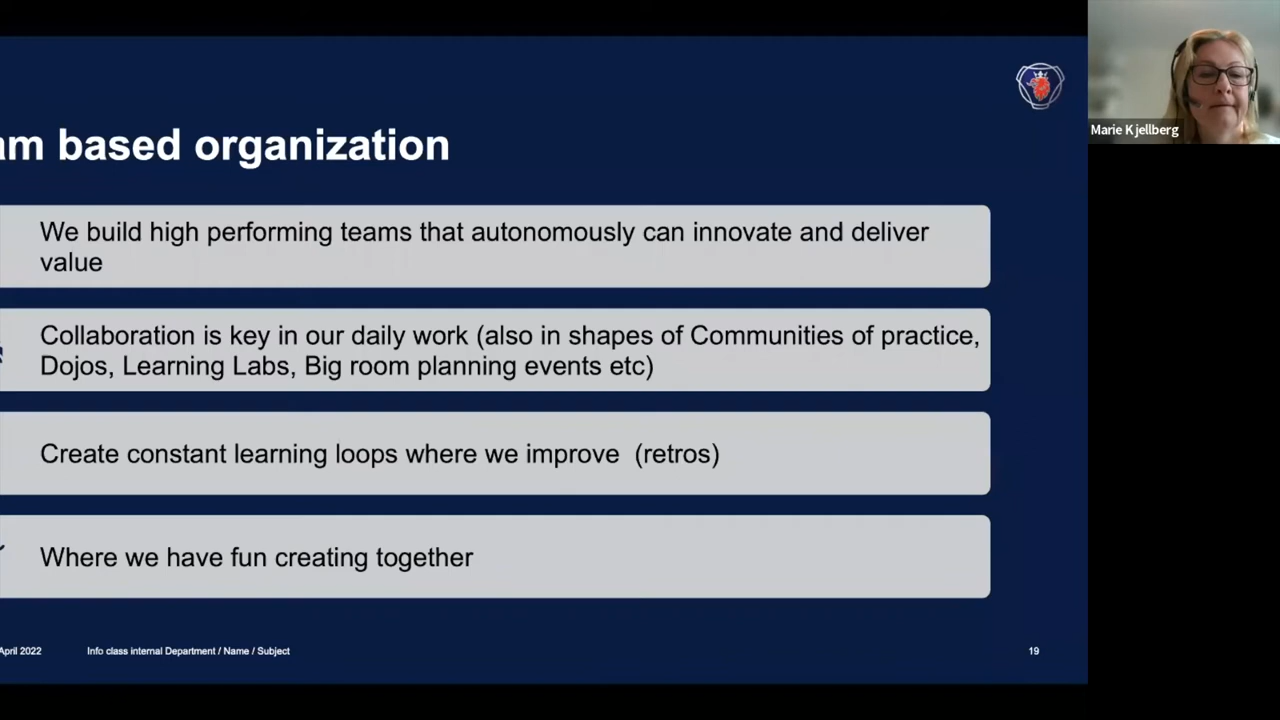 am based organization
We build high performing teams that autonomously can innovate and deliver
value
Collaboration is key in our daily work (also in shapes of Communities of practice,
Dojos, Learning Labs, Big room planning events etc)
Create constant learning loops where we improve  (retros)
Where we have fun creating together
April 2022
Info class internal Department / Name / Subject
19
Marie Kjellberg